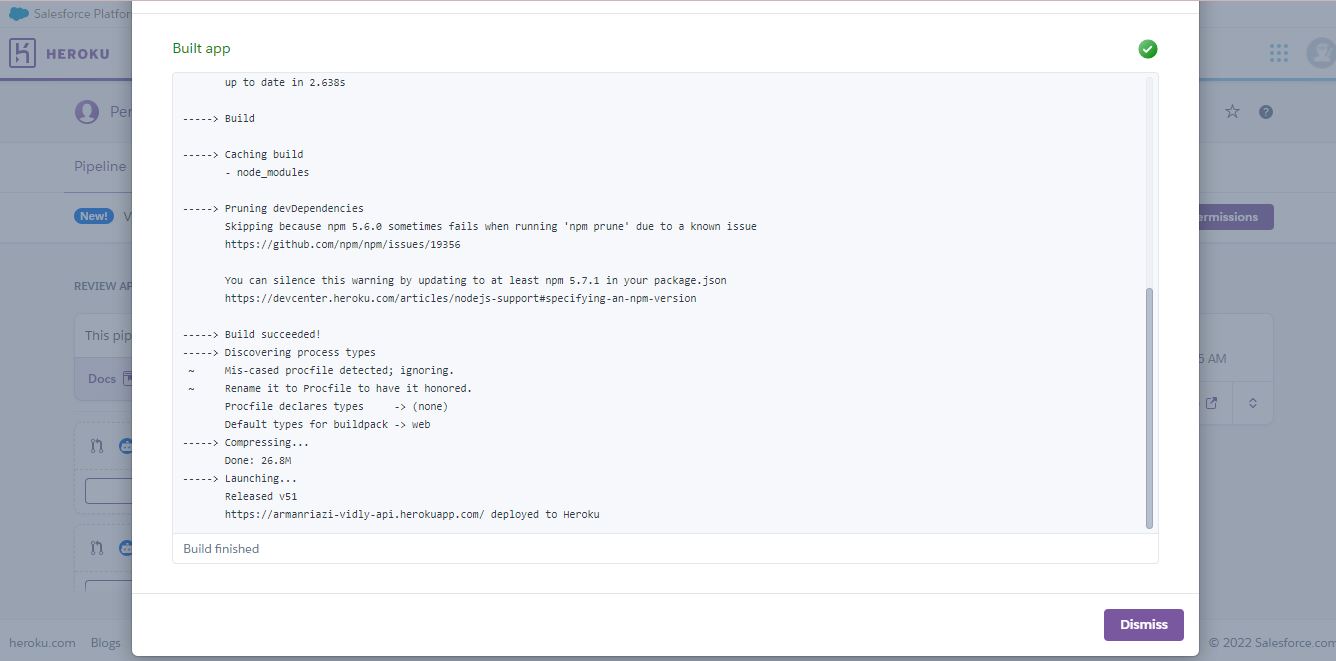 Salesforce Platfor
HEROKU
Built app
up to date in 2.638s
-----> Build
-----> Caching build
- node_modules
-----> Pruning devDependencies
Skipping because npm 5.6.0 sometimes fails when running 'npm prune' due to a known issue
https://github.com/npm/npm/issues/19356
You can silence this warning by updating to at least npm 5.7.1 in your package.json
https://devcenter.heroku.com/articles/nodejs-support#specifying-an-npm-version
-----> Build succeeded!
-----> Discovering process types
~ Mis-cased procfile detected; ignoring.
~ Rename it to Procfile to have it honored.
Procfile declares types -> (none)
Default types for buildpack -> web
-----> Compressing...
Done: 26.8M
-----> Launching...
Released v51
https://armanriazi-vidly-api.herokuapp.com/ deployed to Heroku
Build finished
Dismiss
Per
Pipeline
New! V
ermissions
REVIEW AP
This pip
5 AM
Docs
heroku.com Blogs
© 2022 Salesforce.com